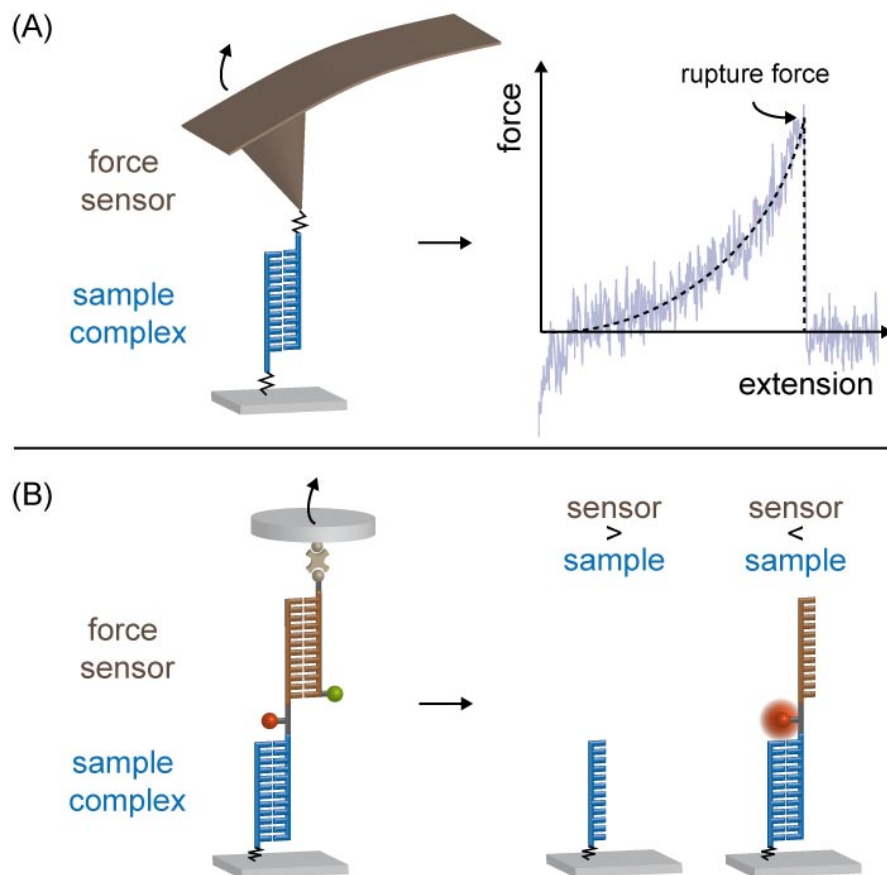 (A)
force
sensor
sample
complex
force
rupture force
extension
(B)
force
sensor
sample
complex
sensor
>
sample
sensor
<
sample